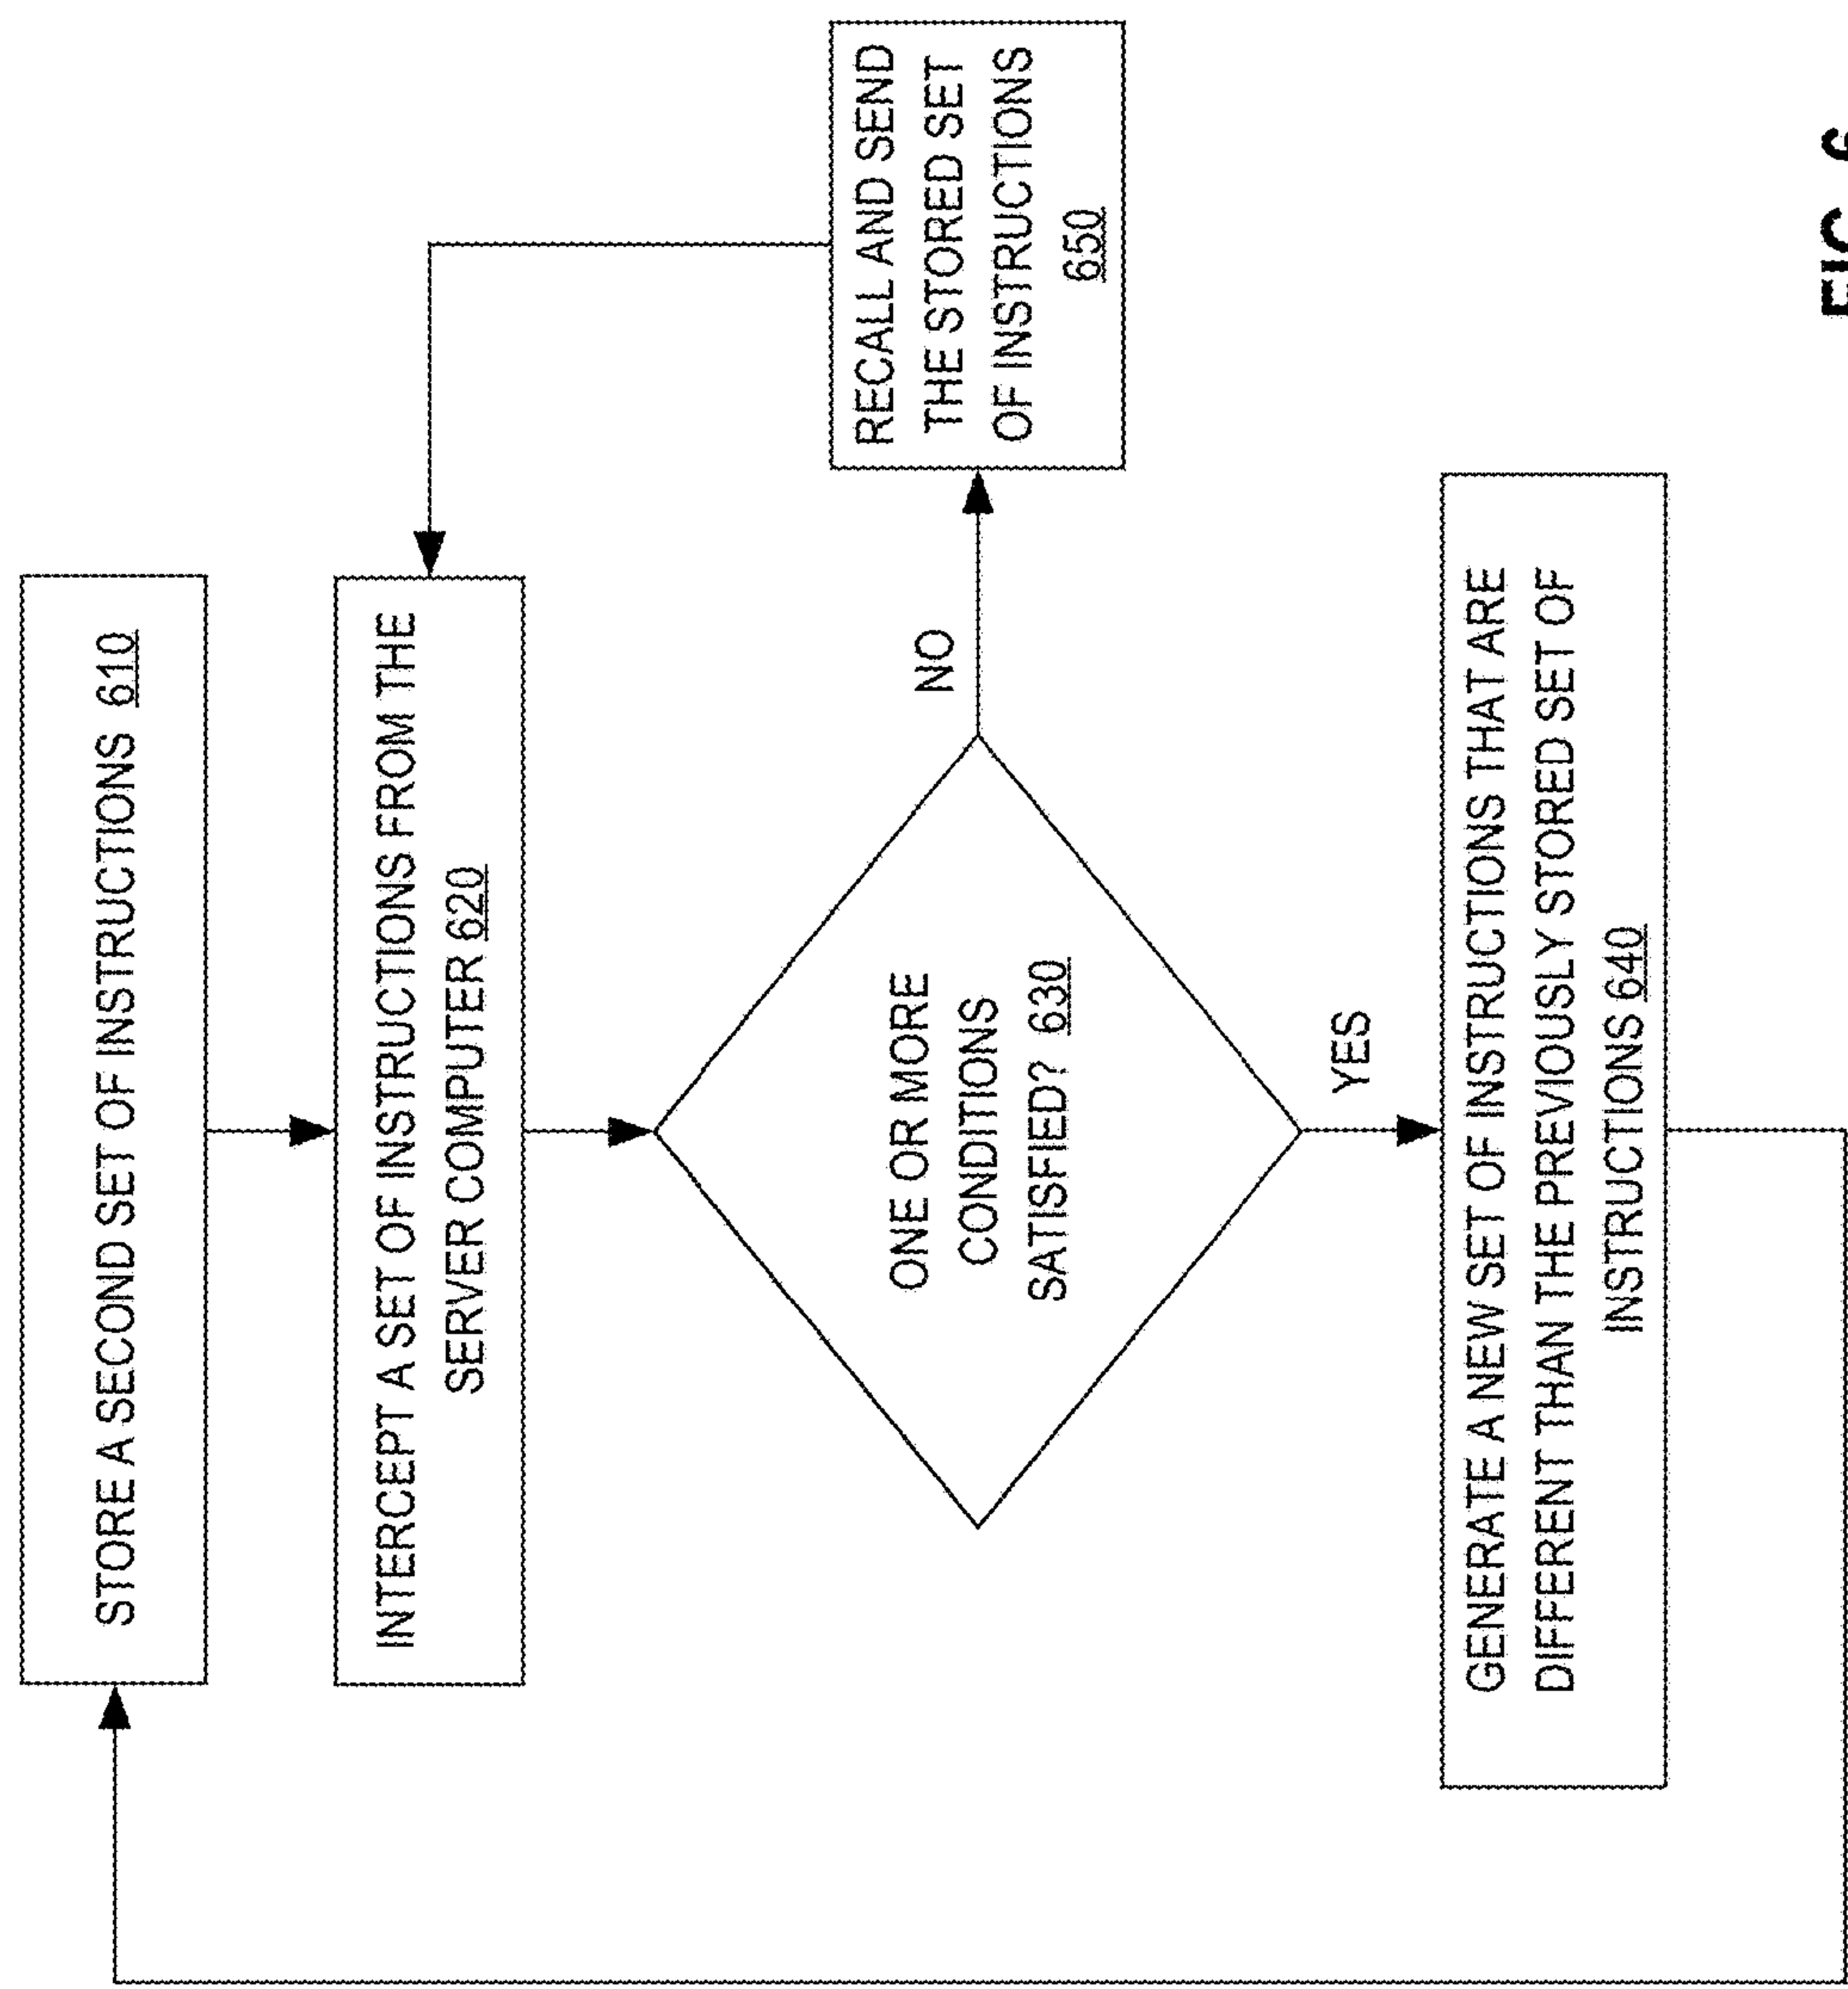 STORE A SECOND SET OF INSTRUCTIONS 610
INTERCEPT A SET OF INSTRUCTIONS FROM THE
SERVER COMPUTER 620
ONE OR MORE
CONDITIONS
SATISFIED? 630
NO
RECALL AND SEND
THE STORED SET
OF INSTRUCTIONS
650
YES
GENERATE A NEW SET OF INSTRUCTIONS THAT ARE
DIFFERENT THAN THE PREVIOUSLY STORED SET OF
INSTRUCTIONS 640
FIG. 6